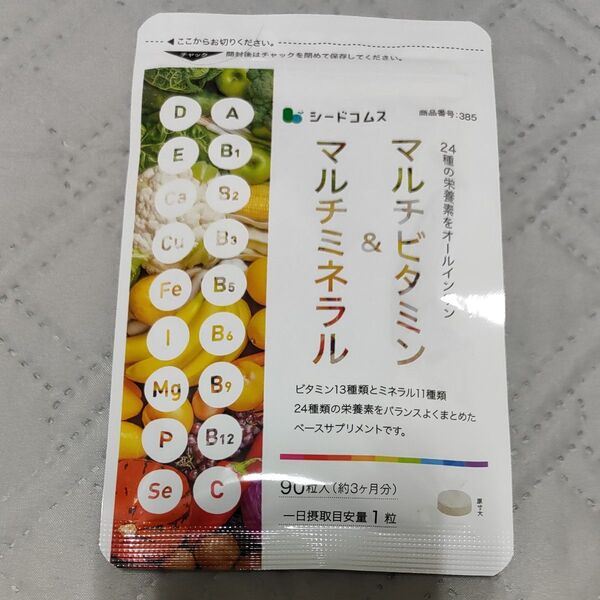 ◀ ここからお切りください。
チャック 開封後はチャックを閉めて保存してください。
シードコムス
商品番号:385
24種の栄養素をオールインワン
マルチビタミン
&
マルチミネラル
D A
E B1
Ca B2
Cu B3
Fe B5
I B6
Mg B9
P B12
Se C
ビタミン13種類とミネラル11種類
24種類の栄養素をバランスよくまとめた
ベースサプリメントです。
90粒入(約3ヶ月分)
一日摂取目安量1粒
原寸大